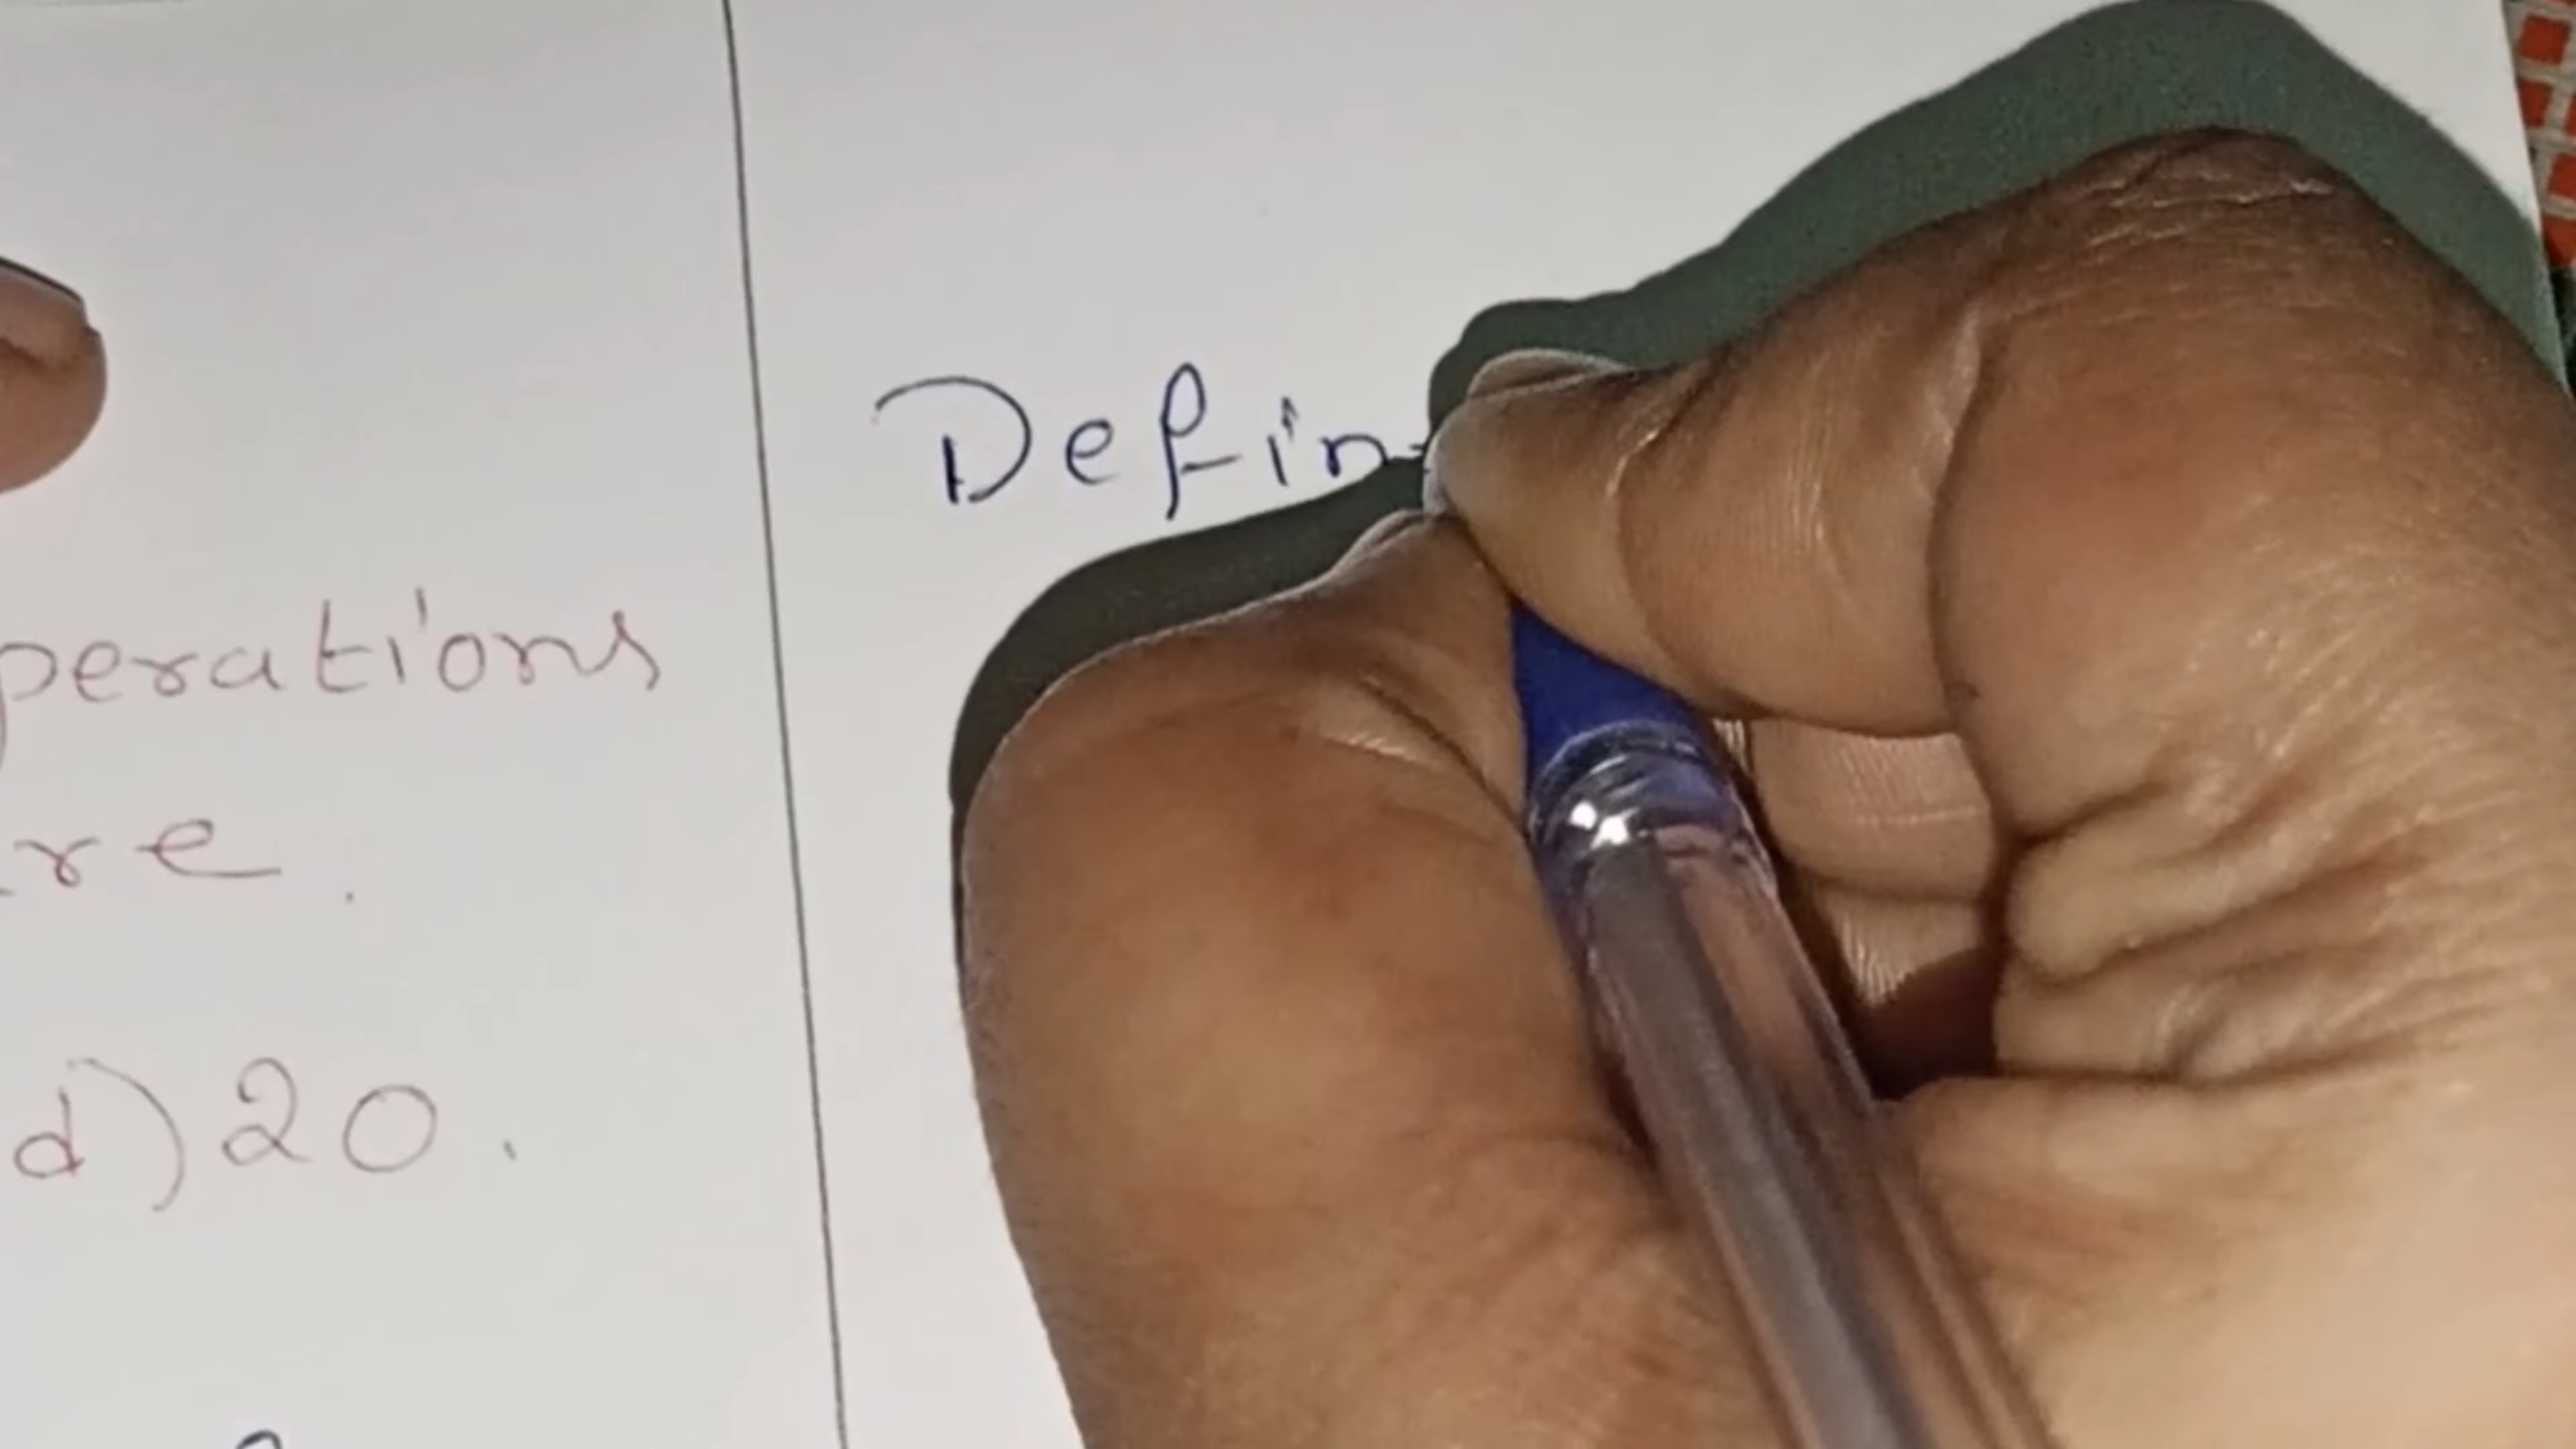 Defin
perations
re.
d) 20.